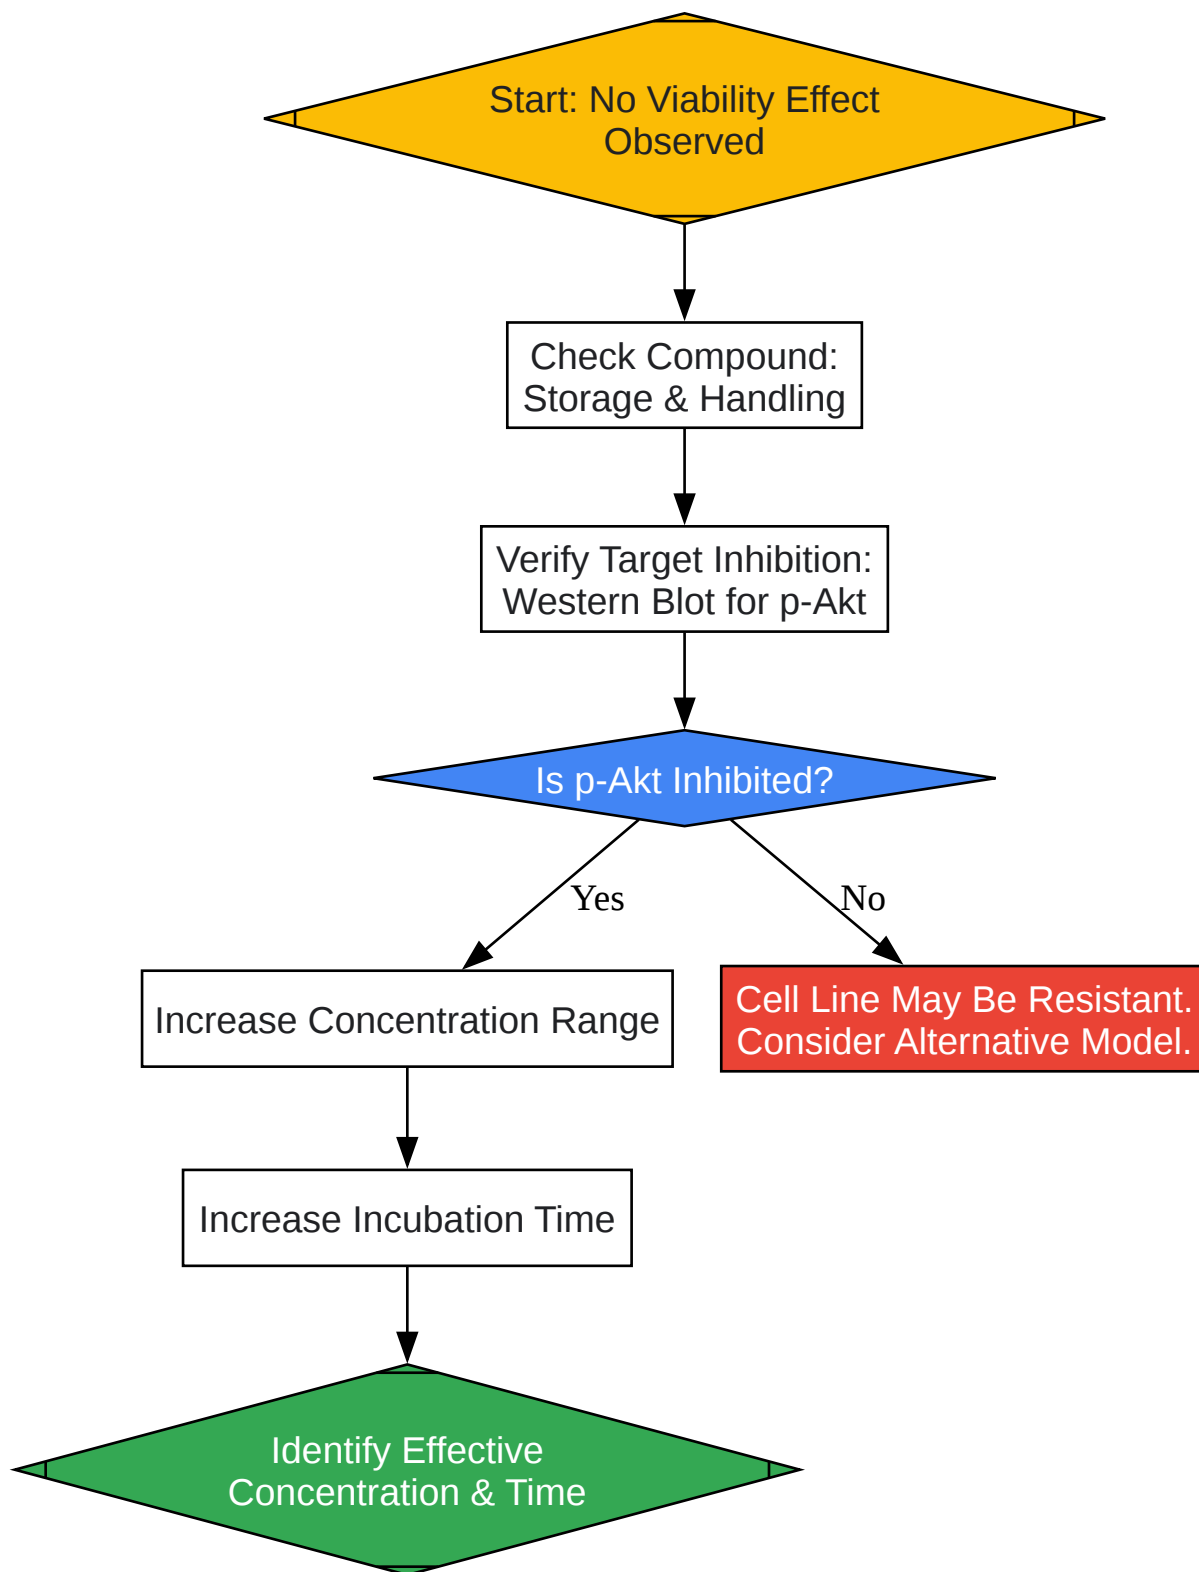 Start: No Viability Effect
Observed
Check Compound:
Storage & Handling
Verify Target Inhibition:
Western Blot for p-Akt
Is p-Akt Inhibited?
Yes
No
Increase Concentration Range
Cell Line May Be Resistant.
Consider Alternative Model.
Increase Incubation Time
Identify Effective
Concentration & Time